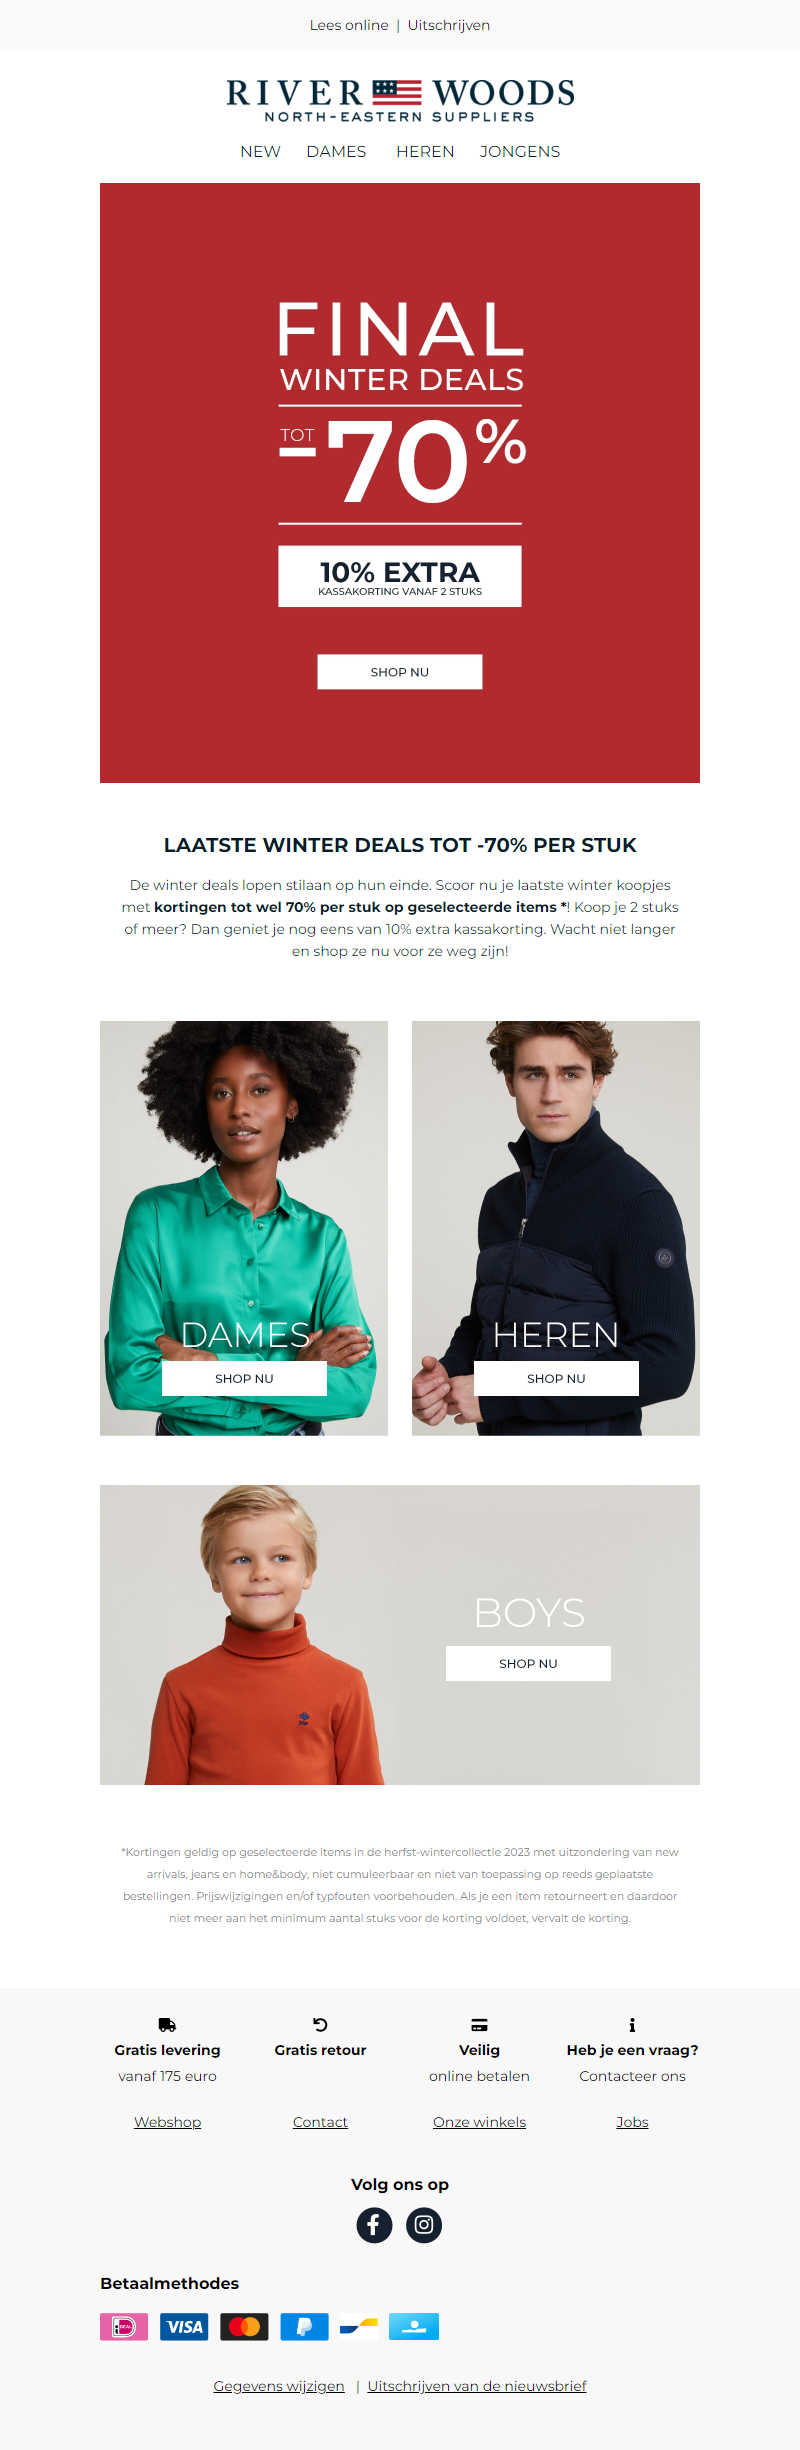 Lees online | Uitschrijven
RIVER WOODS
NORTH-EASTERN SUPPLIERS
NEW DAMES HEREN JONGENS
FINAL
WINTER DEALS
TOT
-70%
10% EXTRA
KASSAKORTING VANAF 2 STUKS
SHOP NU
LAATSTE WINTER DEALS TOT -70% PER STUK
De winter deals lopen stilaan op hun einde. Scoor nu je laatste winter koopjes
met kortingen tot wel 70% per stuk op geselecteerde items *! Koop je 2 stuks
of meer? Dan geniet je nog eens van 10% extra kassakorting. Wacht niet langer
en shop ze nu voor ze weg zijn!
DAMES
SHOP NU
HEREN
SHOP NU
BOYS
SHOP NU
*Kortingen geldig op geselecteerde items in de herfst-wintercollectie 2023 met uitzondering van new
arrivals, jeans en home&body, niet cumuleerbaar en niet van toepassing op reeds geplaatste
bestellingen. Prijswijzigingen en/of typfouten voorbehouden. Als je een item retourneert en daardoor
niet meer aan het minimum aantal stuks voor de korting voldoet, vervalt de korting.
Gratis levering
vanaf 175 euro
Gratis retour
Veilig
online betalen
Heb je een vraag?
Contacteer ons
Webshop
Contact
Onze winkels
Jobs
Volg ons op
Betaalmethodes
iDEAL VISA
Gegevens wijzigen | Uitschrijven van de nieuwsbrief